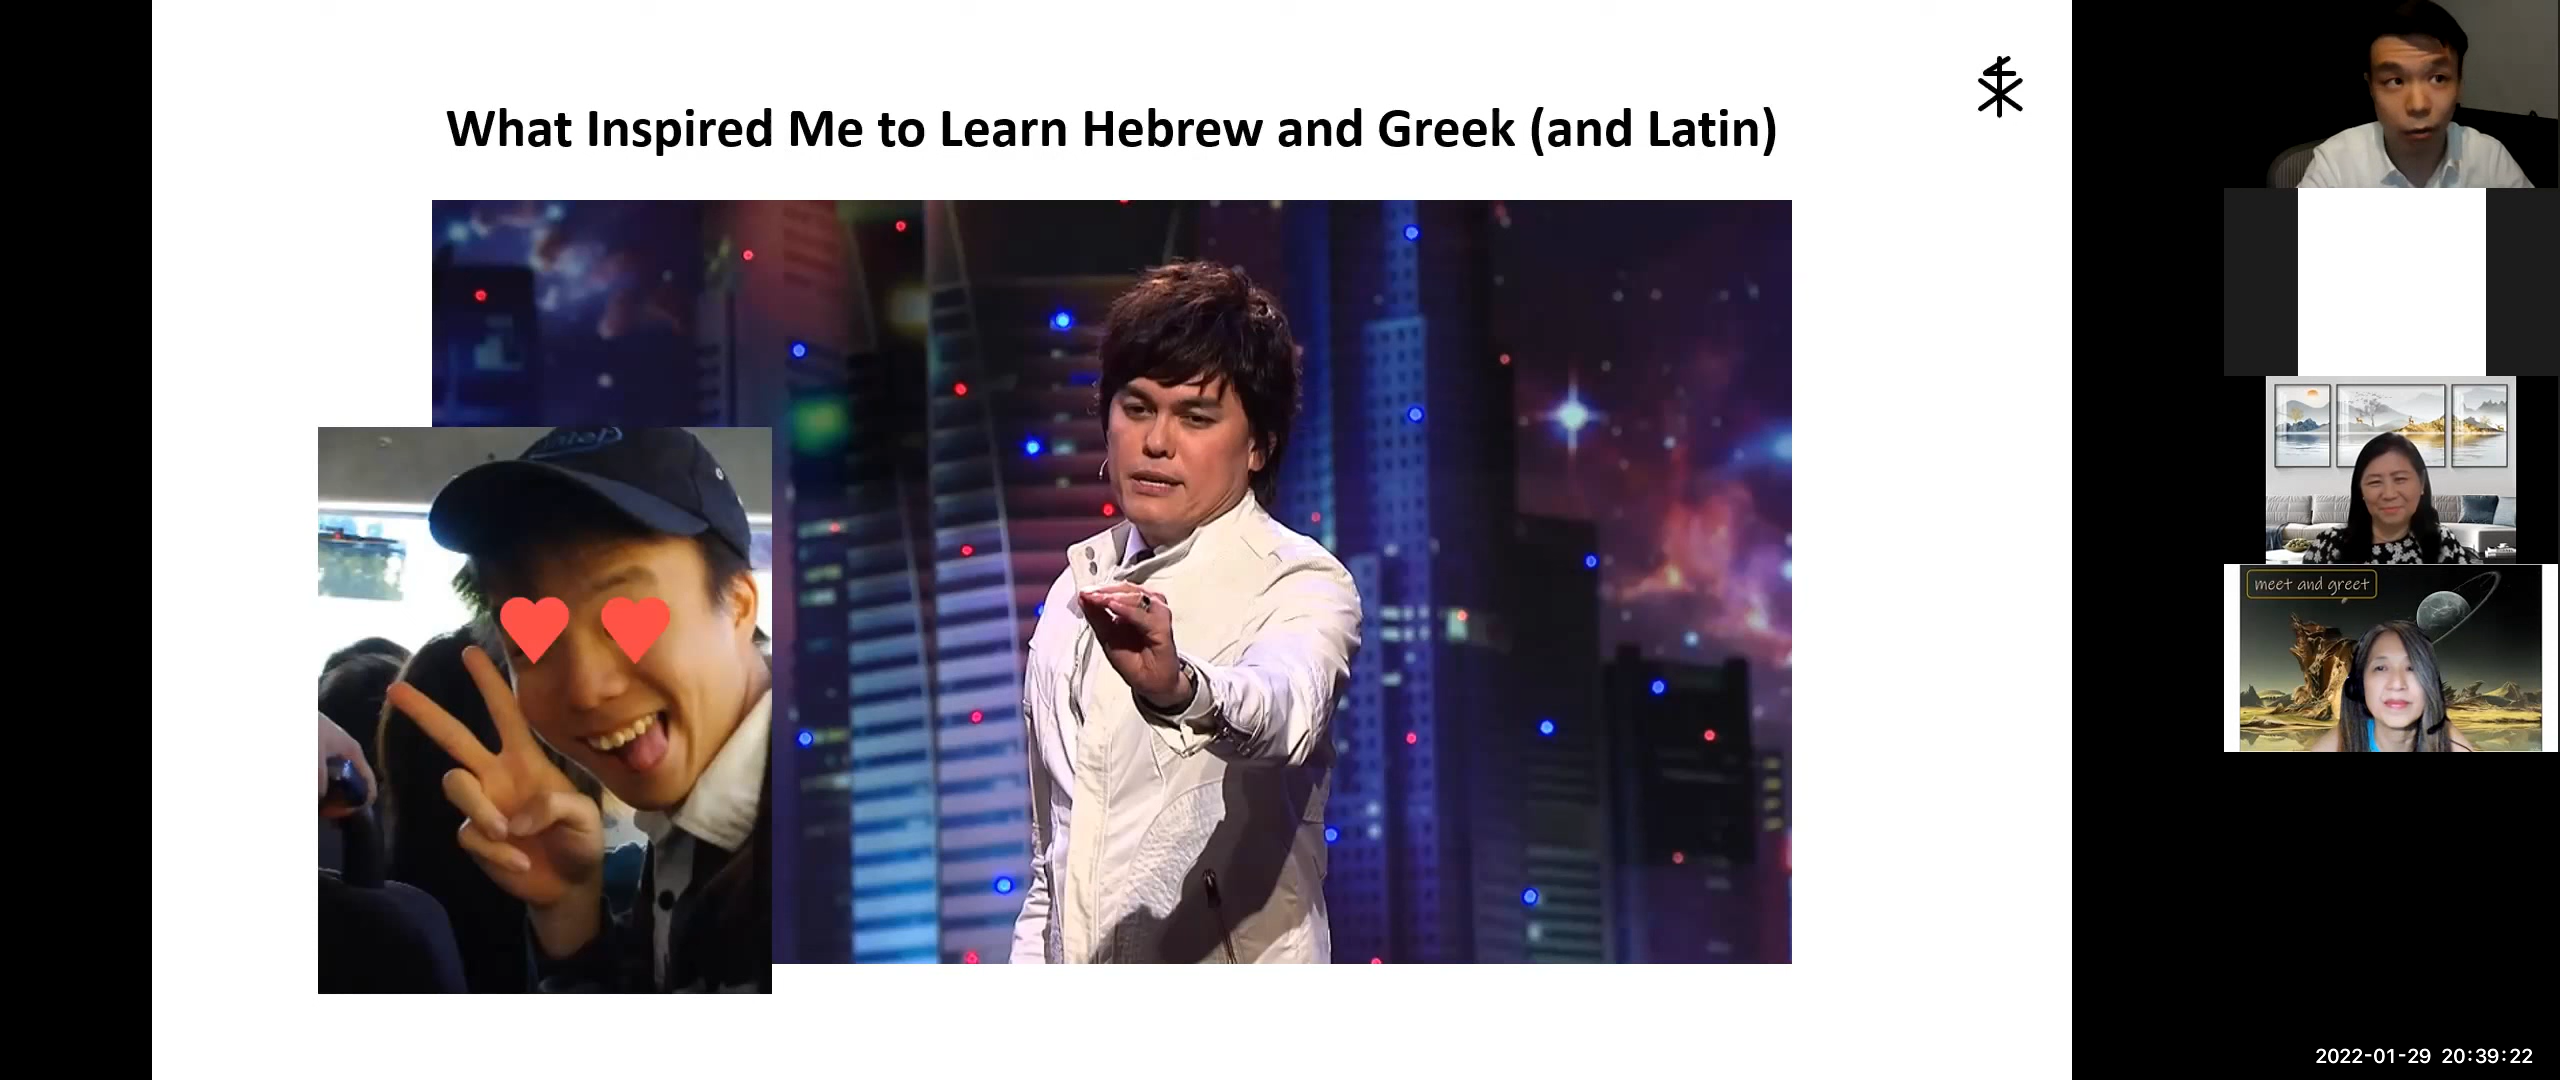 What Inspired Me to Learn Hebrew and Greek (and Latin)
meet and greet
2022-01-29 20:39:22